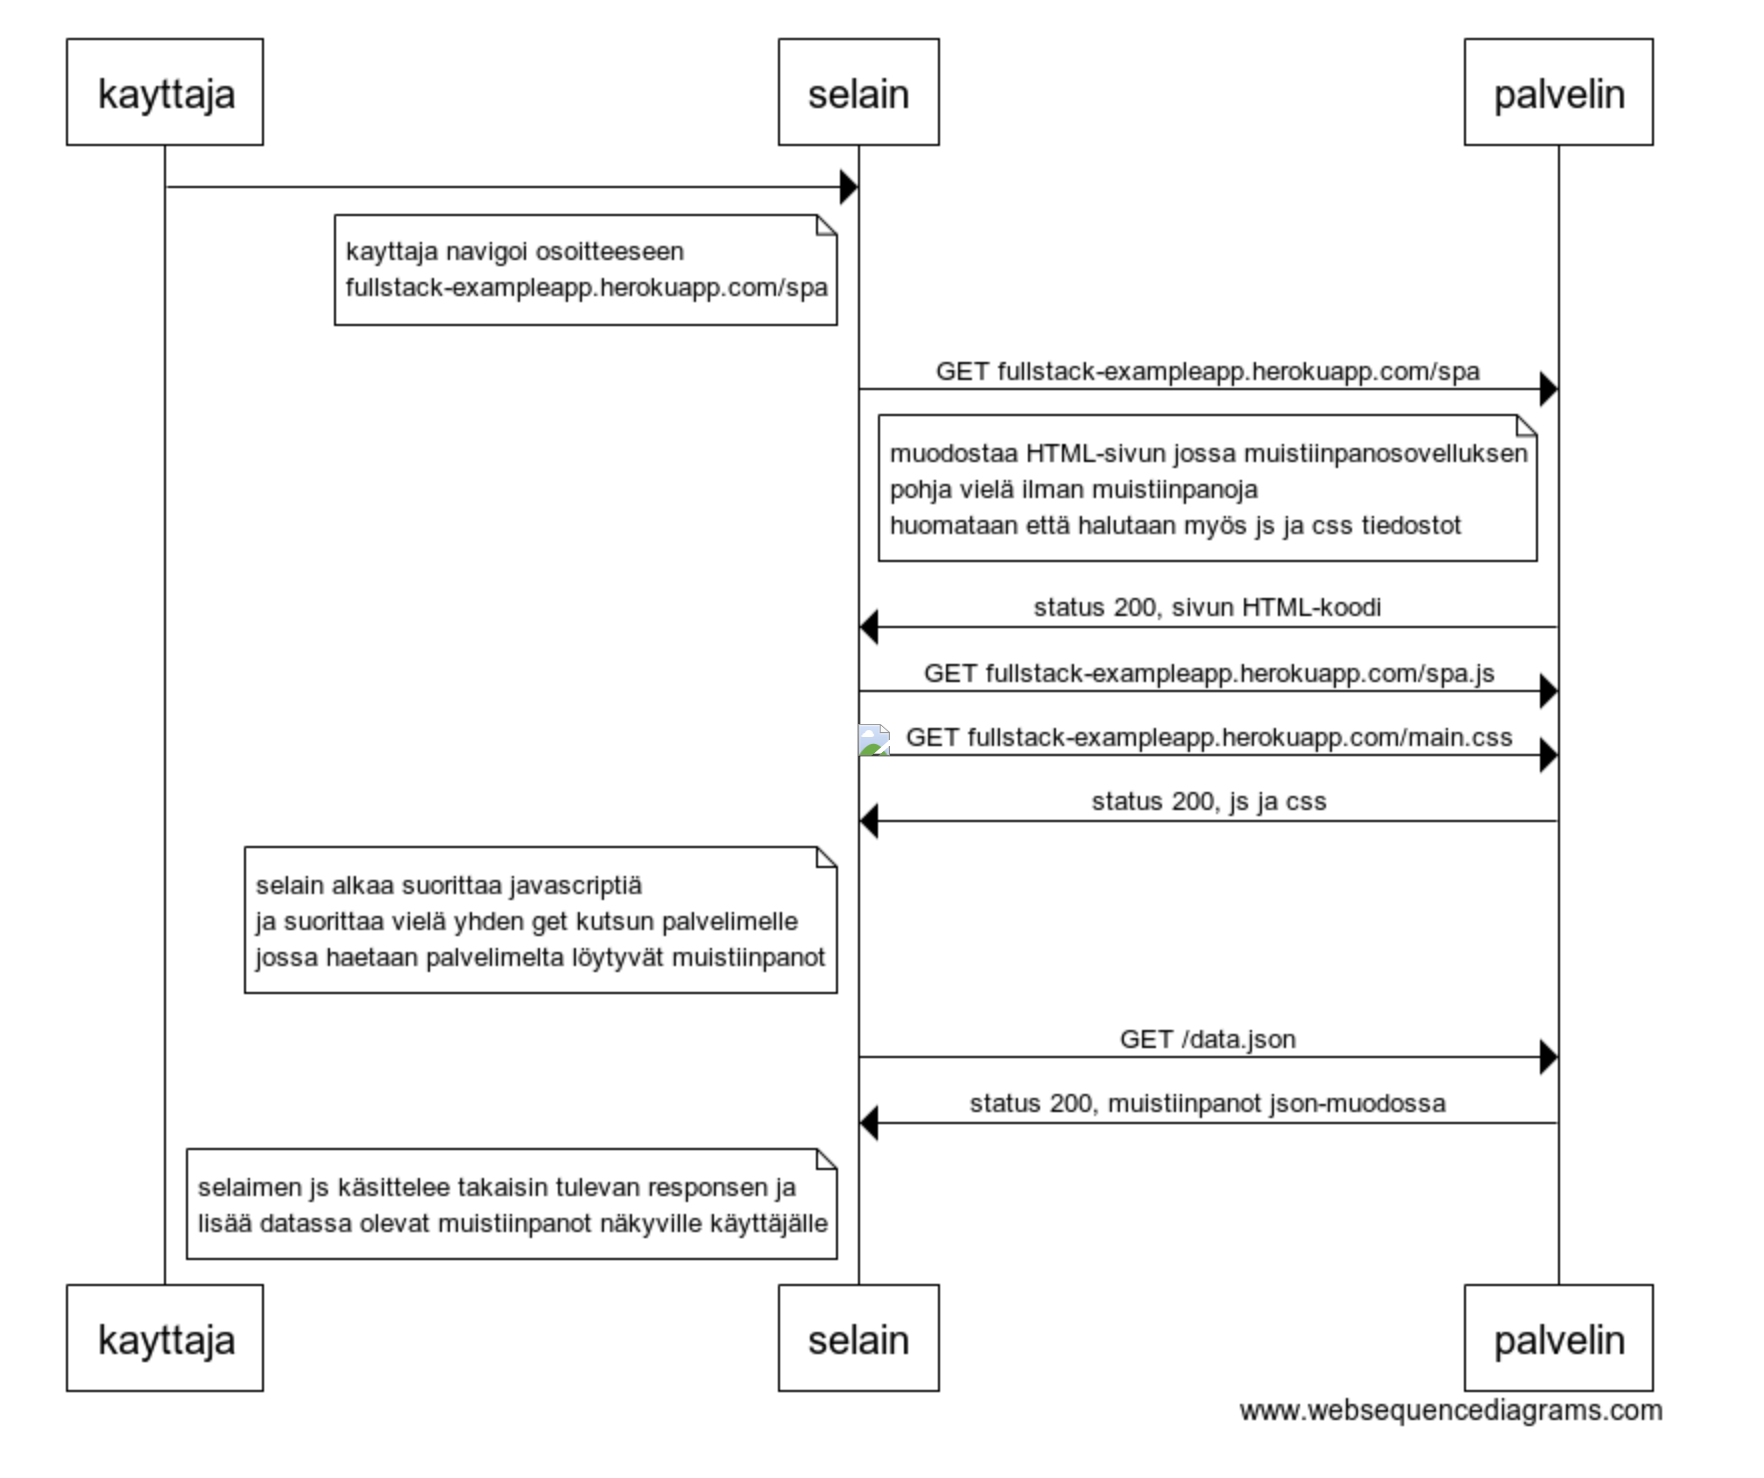 kayttaja
selain
palvelin
kayttaja navigoi osoitteeseen
fullstack-exampleapp.herokuapp.com/spa
GET fullstack-exampleapp.herokuapp.com/spa
muodostaa HTML-sivun jossa muistiinpanosovelluksen
pohja vielä ilman muistiinpanoja
huomataan että halutaan myös js ja css tiedostot
status 200, sivun HTML-koodi
GET fullstack-exampleapp.herokuapp.com/spa.js
GET fullstack-exampleapp.herokuapp.com/main.css
status 200, js ja css
selain alkaa suorittaa javascriptiä
ja suorittaa vielä yhden get kutsun palvelimelle
jossa haetaan palvelimelta löytyvät muistiinpanot
GET /data.json
status 200, muistiinpanot json-muodossa
selaimen js käsittelee takaisin tulevan responsen ja
lisää datassa olevat muistiinpanot näkyville käyttäjälle
kayttaja
selain
palvelin
www.websequencediagrams.com